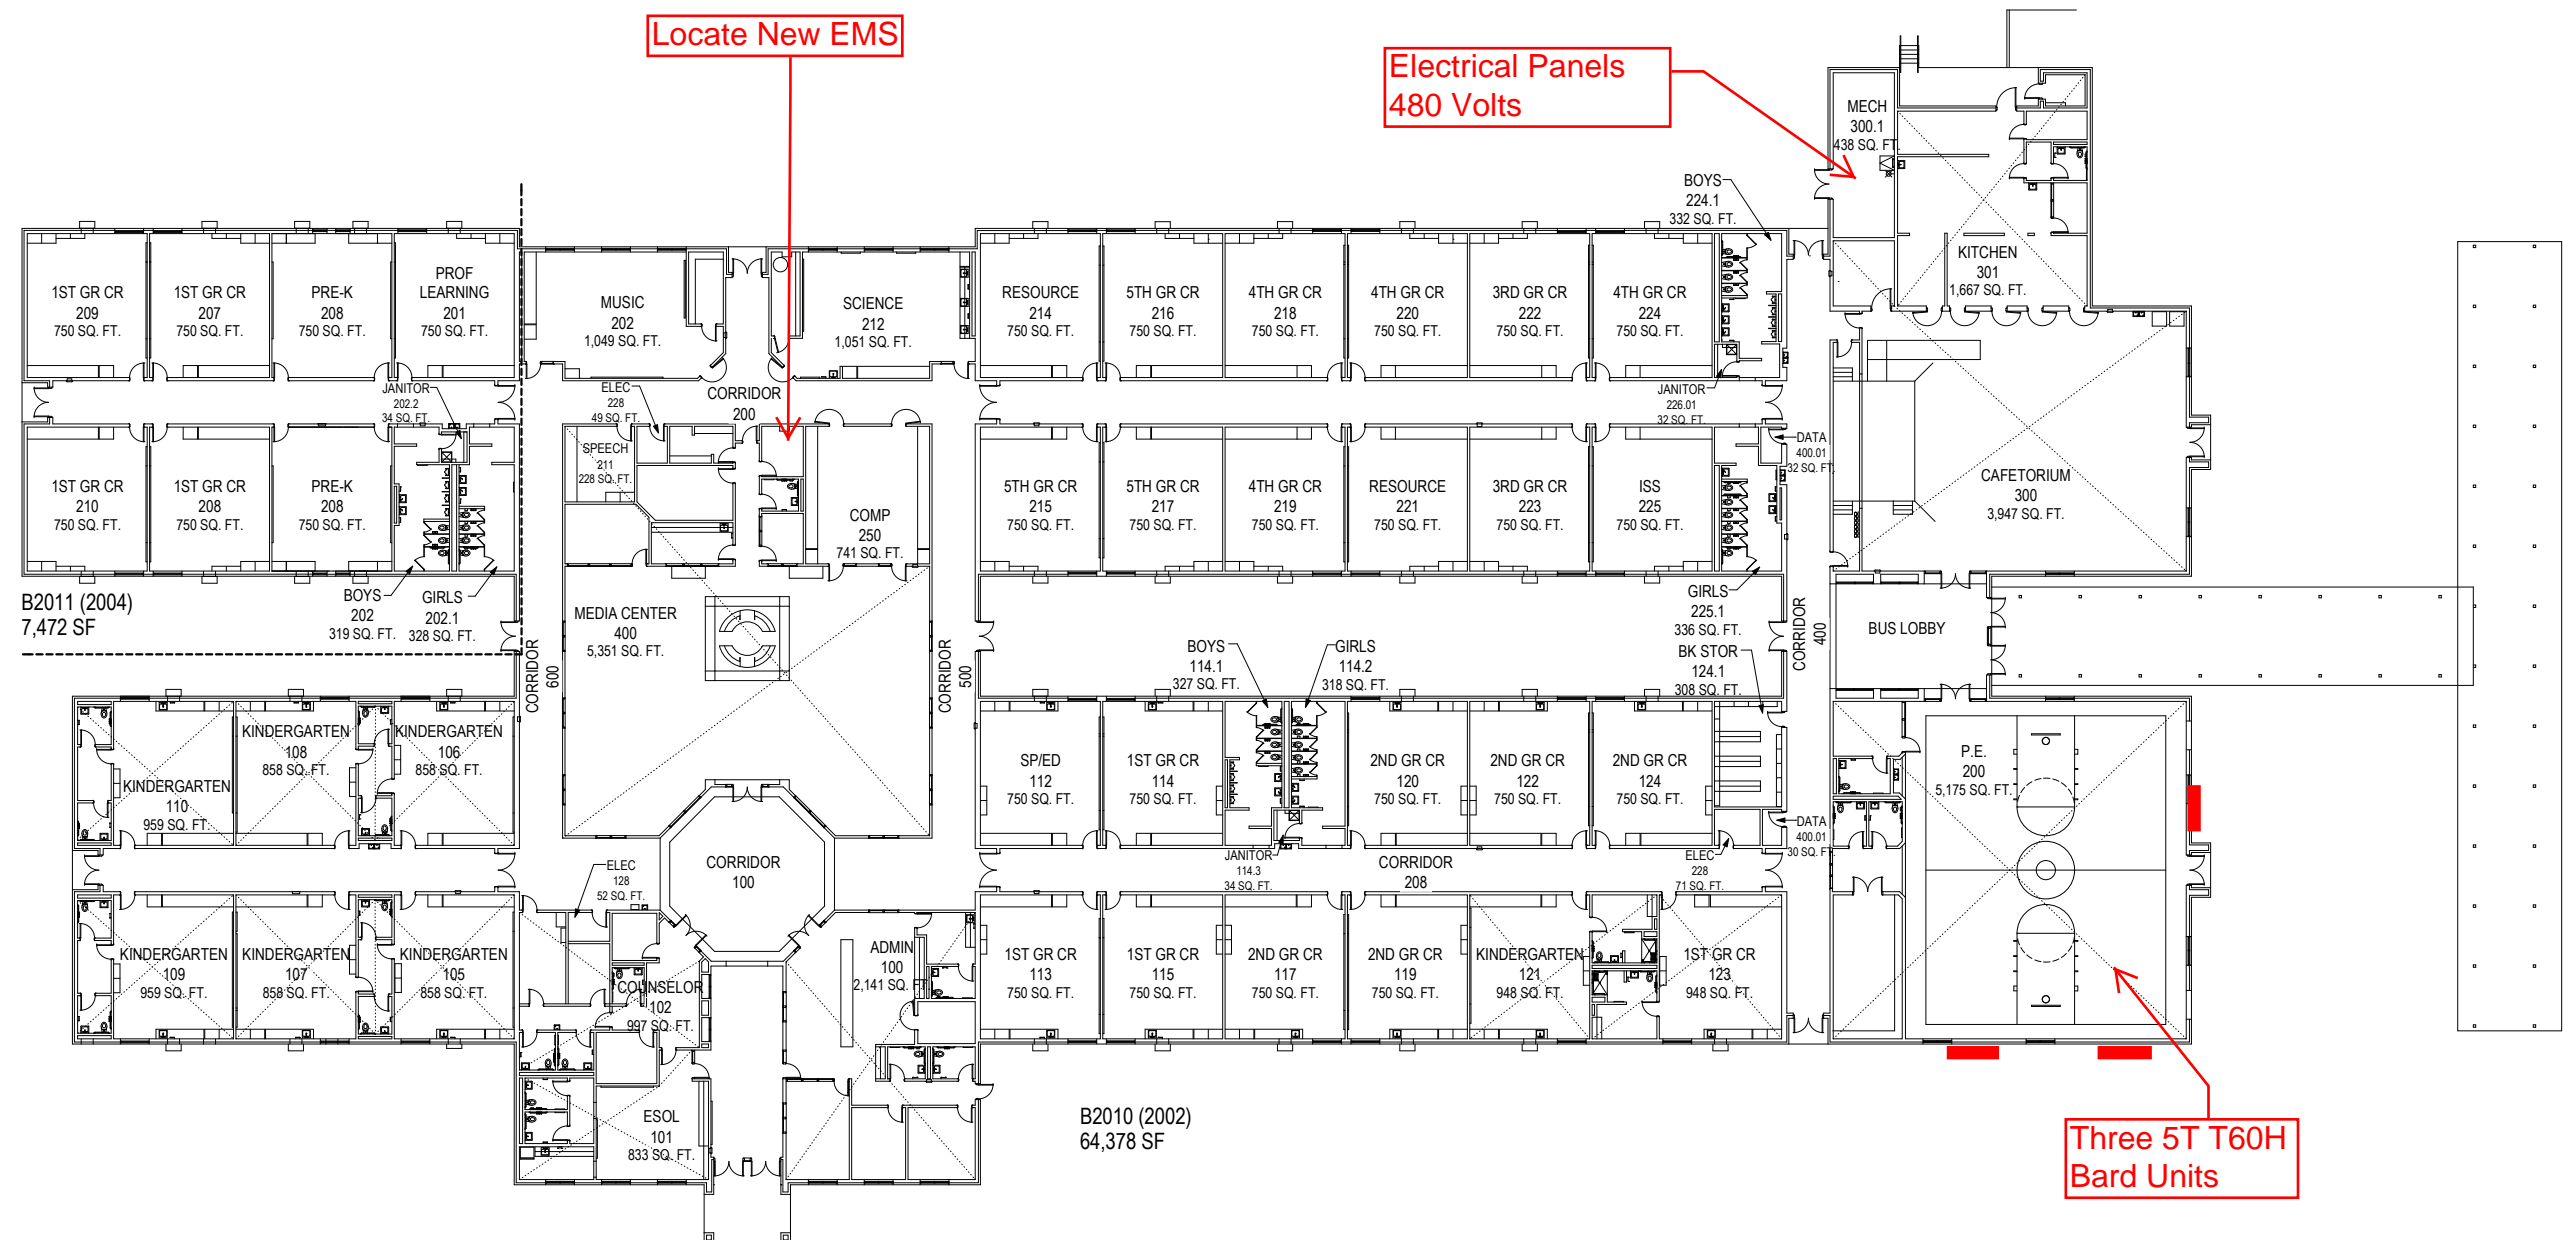 Locate New EMS
Electrical Panels
480 Volts
MECH
300.1
438 SQ. FT.
BOYS
224.1
332 SQ. FT.
1ST GR CR
209
750 SQ. FT.
1ST GR CR
207
750 SQ. FT.
PRE-K
208
750 SQ. FT.
PROF
LEARNING
201
750 SQ. FT.
MUSIC
202
1,049 SQ. FT.
SCIENCE
212
1,051 SQ. FT.
RESOURCE
214
750 SQ. FT.
5TH GR CR
216
750 SQ. FT.
4TH GR CR
218
750 SQ. FT.
4TH GR CR
220
750 SQ. FT.
3RD GR CR
222
750 SQ. FT.
4TH GR CR
224
750 SQ. FT.
KITCHEN
301
1,667 SQ. FT.
JANITOR
202.2
34 SQ. FT.
ELEC
228
49 SQ. FT.
CORRIDOR
200
JANITOR
226.01
32 SQ. FT.
1ST GR CR
210
750 SQ. FT.
1ST GR CR
208
750 SQ. FT.
PRE-K
208
750 SQ. FT.
SPEECH
211
228 SQ. FT.
COMP
250
741 SQ. FT.
5TH GR CR
215
750 SQ. FT.
5TH GR CR
217
750 SQ. FT.
4TH GR CR
219
750 SQ. FT.
RESOURCE
221
750 SQ. FT.
3RD GR CR
223
750 SQ. FT.
ISS
225
750 SQ. FT.
DATA
400.01
32 SQ. FT.
CAFETORIUM
300
3,947 SQ. FT.
B2011 (2004)
7,472 SF
BOYS
202
319 SQ. FT.
GIRLS
202.1
328 SQ. FT.
CORRIDOR
600
MEDIA CENTER
400
5,351 SQ. FT.
CORRIDOR
500
BOYS
114.1
327 SQ. FT.
GIRLS
114.2
318 SQ. FT.
GIRLS
225.1
336 SQ. FT.
BK STOR
124.1
308 SQ. FT.
CORRIDOR
400
BUS LOBBY
KINDERGARTEN
110
959 SQ. FT.
KINDERGARTEN
108
858 SQ. FT.
KINDERGARTEN
106
858 SQ. FT.
SP/ED
112
750 SQ. FT.
1ST GR CR
114
750 SQ. FT.
2ND GR CR
120
750 SQ. FT.
2ND GR CR
122
750 SQ. FT.
2ND GR CR
124
750 SQ. FT.
P.E.
200
5,175 SQ. FT.
DATA
400.01
30 SQ. FT.
ELEC
128
52 SQ. FT.
CORRIDOR
100
JANITOR
114.3
34 SQ. FT.
CORRIDOR
208
ELEC
228
71 SQ. FT.
KINDERGARTEN
109
959 SQ. FT.
KINDERGARTEN
107
858 SQ. FT.
KINDERGARTEN
105
858 SQ. FT.
COUNSELOR
102
997 SQ. FT.
ADMIN
100
2,141 SQ. FT.
1ST GR CR
113
750 SQ. FT.
1ST GR CR
115
750 SQ. FT.
2ND GR CR
117
750 SQ. FT.
2ND GR CR
119
750 SQ. FT.
KINDERGARTEN
121
948 SQ. FT.
1ST GR CR
123
948 SQ. FT.
ESOL
101
833 SQ. FT.
B2010 (2002)
64,378 SF
Three 5T T60H
Bard Units